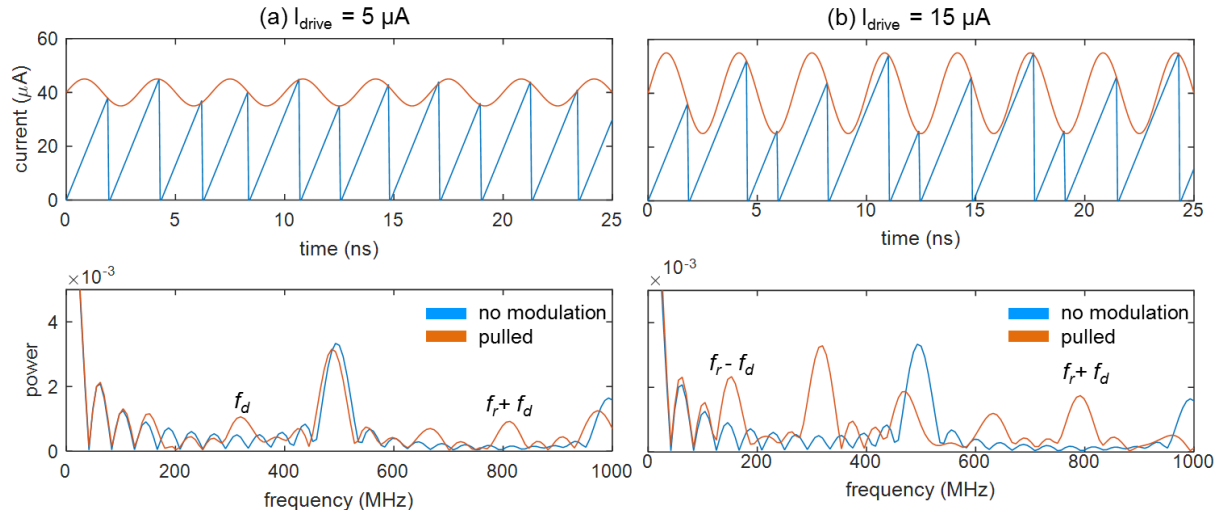 (a) I_drive = 5 μA
(b) I_drive = 15 μA
60
40
20
0
current (μA)
0 5 10 15 20 25
0 5 10 15 20 25
time (ns)
time (ns)
× 10⁻³
× 10⁻³
4
2
0
power
no modulation
pulled
f_d
f_r + f_d
no modulation
pulled
f_r - f_d
f_r + f_d
0 200 400 600 800 1000
0 200 400 600 800 1000
frequency (MHz)
frequency (MHz)